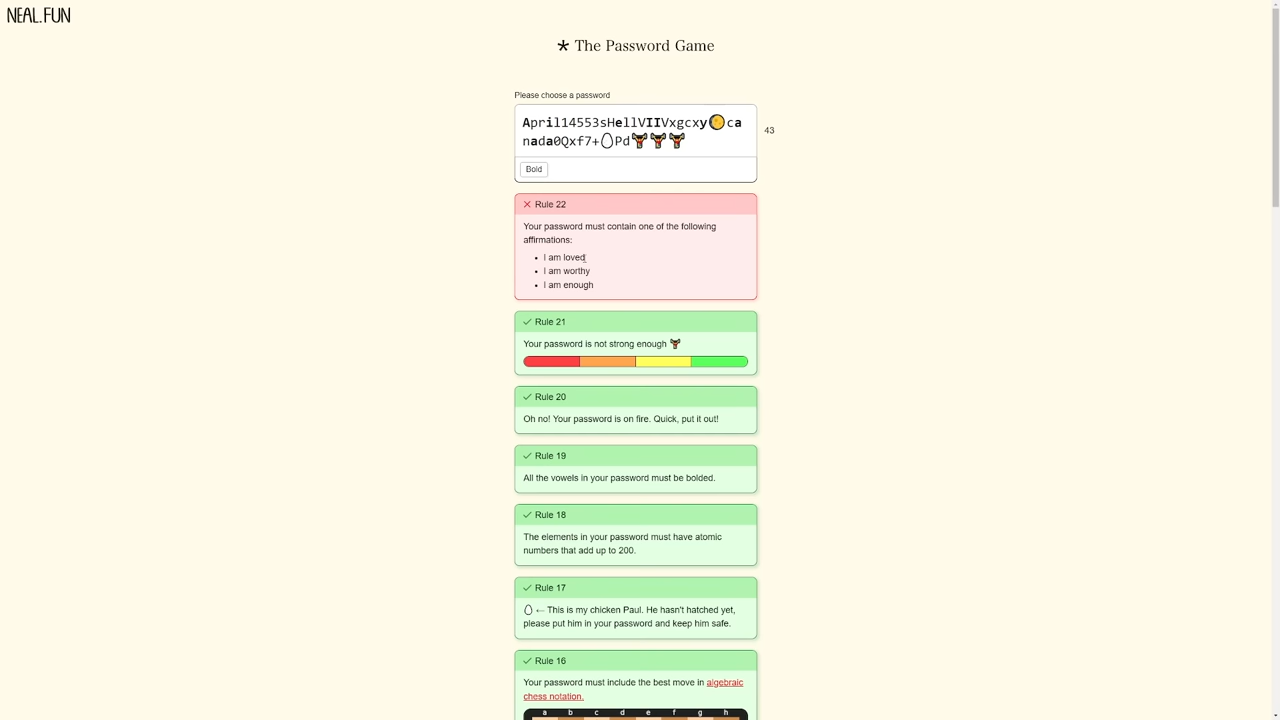 NEAL.FUN
* The Password Game
Please choose a password
April14553sHellVIIVxgcxy🌕ca
nada0Qxf7+🥚Pd🏋️‍♂️🏋️‍♂️🏋️‍♂️
43
Bold
Rule 22
Your password must contain one of the following
affirmations:
• I am loved
• I am worthy
• I am enough
Rule 21
Your password is not strong enough 🏋️‍♂️
Rule 20
Oh no! Your password is on fire. Quick, put it out!
Rule 19
All the vowels in your password must be bolded.
Rule 18
The elements in your password must have atomic
numbers that add up to 200.
Rule 17
🥚 ← This is my chicken Paul. He hasn't hatched yet,
please put him in your password and keep him safe.
Rule 16
Your password must include the best move in algebraic
chess notation.
a b c d e f g h